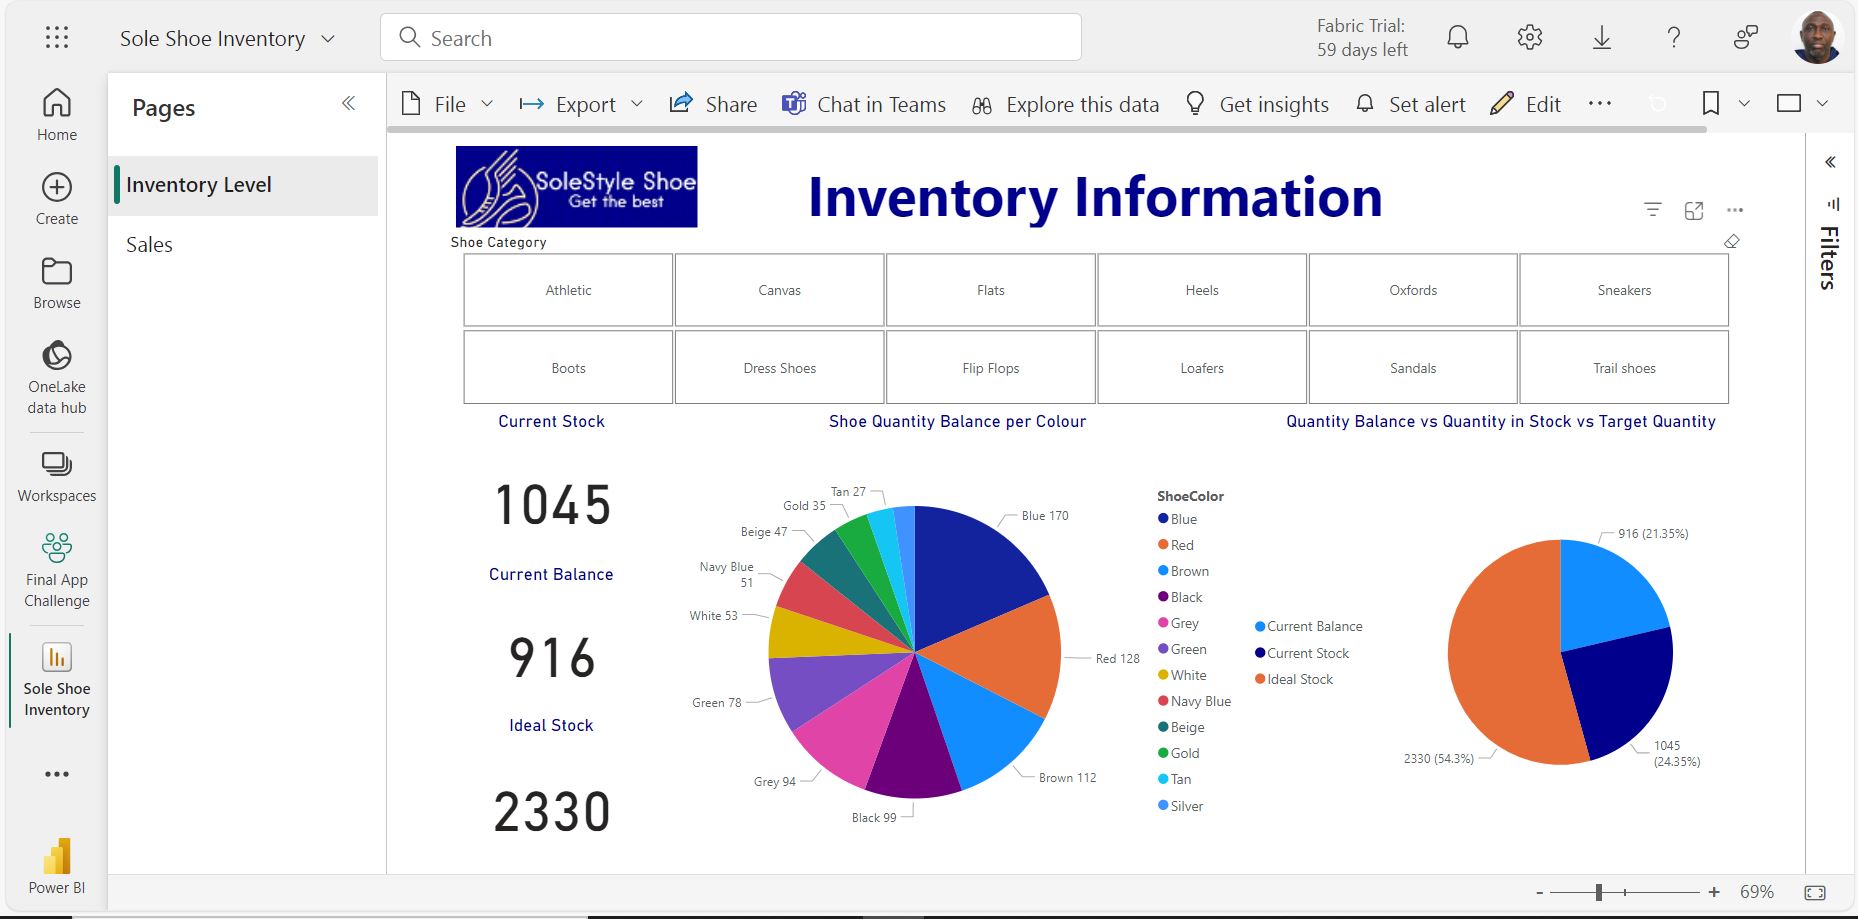 Sole Shoe Inventory
Search
Fabric Trial:
59 days left
Home
Create
Browse
OneLake
data hub
Workspaces
Final App
Challenge
Sole Shoe
Inventory
Power BI
Pages
Inventory Level
Sales
File
Export
Share
Chat in Teams
Explore this data
Get insights
Set alert
Edit
SoleStyle Shoe
Get the best
Inventory Information
Filters
Shoe Category
Athletic
Canvas
Flats
Heels
Oxfords
Sneakers
Boots
Dress Shoes
Flip Flops
Loafers
Sandals
Trail shoes
Current Stock
1045
Current Balance
916
Ideal Stock
2330
Shoe Quantity Balance per Colour
Tan 27
Gold 35
Beige 47
Navy Blue
51
White 53
Green 78
Grey 94
Black 99
Brown 112
Red 128
Blue 170
ShoeColor
Blue
Red
Brown
Black
Grey
Green
White
Navy Blue
Beige
Gold
Tan
Silver
Quantity Balance vs Quantity in Stock vs Target Quantity
Current Balance
Current Stock
Ideal Stock
916 (21.35%)
1045
(24.35%)
2330 (54.3%)
- + 69%